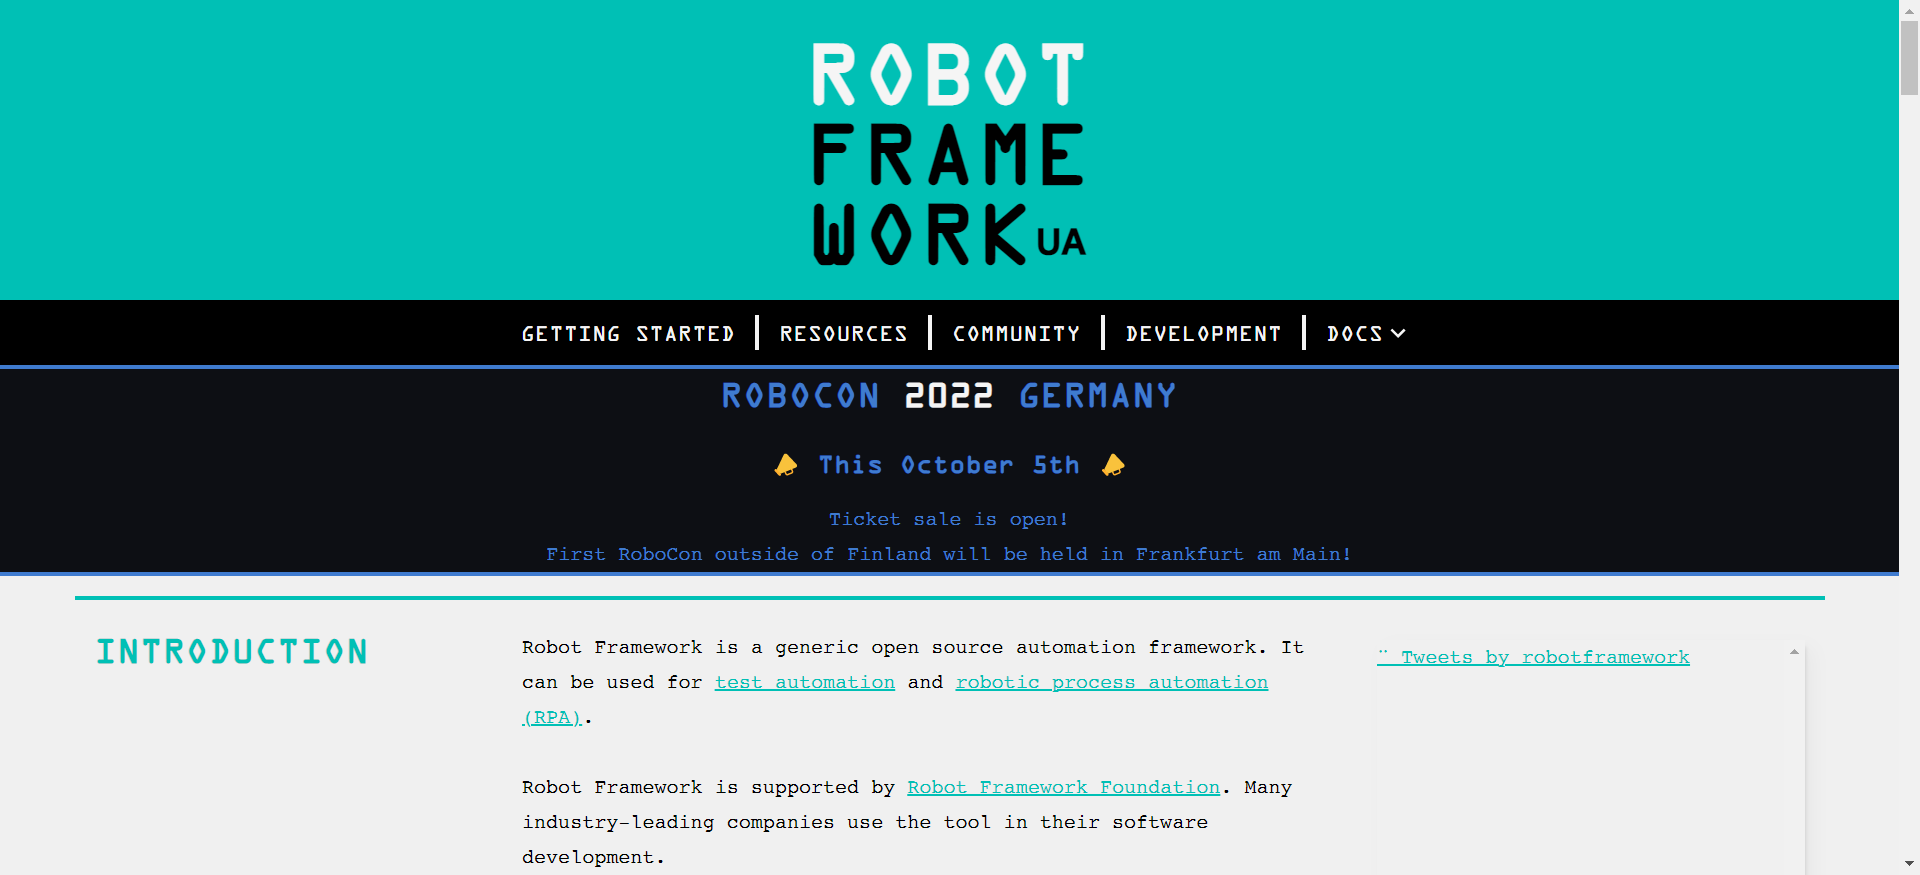 ROBOT
FRAME
WORK UA
GETTING STARTED
RESOURCES
COMMUNITY
DEVELOPMENT
DOCS
ROBOCON 2022 GERMANY
This October 5th
Ticket sale is open!
First RoboCon outside of Finland will be held in Frankfurt am Main!
INTRODUCTION
Robot Framework is a generic open source automation framework. It
can be used for test automation and robotic process automation
(RPA).
Robot Framework is supported by Robot Framework Foundation. Many
industry-leading companies use the tool in their software
development.
Tweets by robotframework